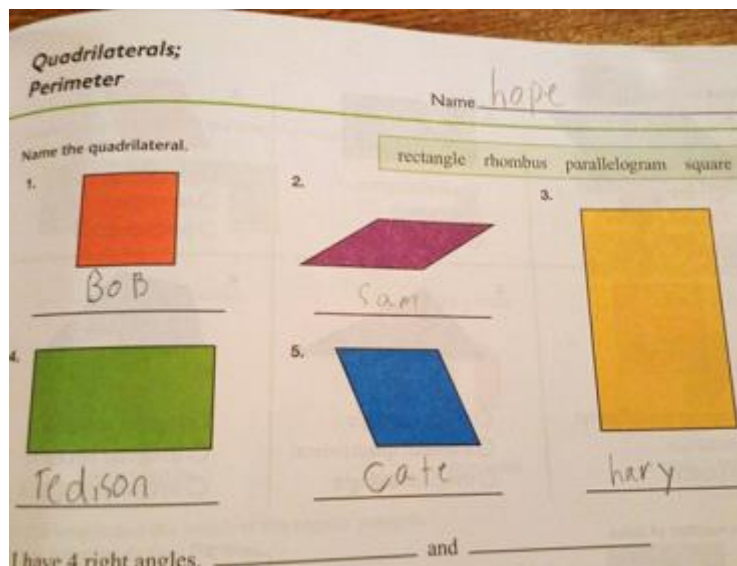 Quadrilaterals;
Perimeter
Name hope
Name the quadrilateral.
rectangle rhombus parallelogram square
1.
2.
3.
BoB
Sam
4.
5.
Tedison
Cate
hary
I have 4 right angles. and